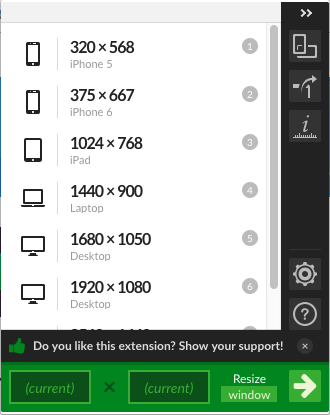 »
320 × 568
iPhone 5
1
375 × 667
iPhone 6
2
1024 × 768
iPad
3
1440 × 900
Laptop
4
1680 × 1050
Desktop
5
1920 × 1080
Desktop
6
1
i
?
Do you like this extension? Show your support!
×
(current) × (current)
Resize
window